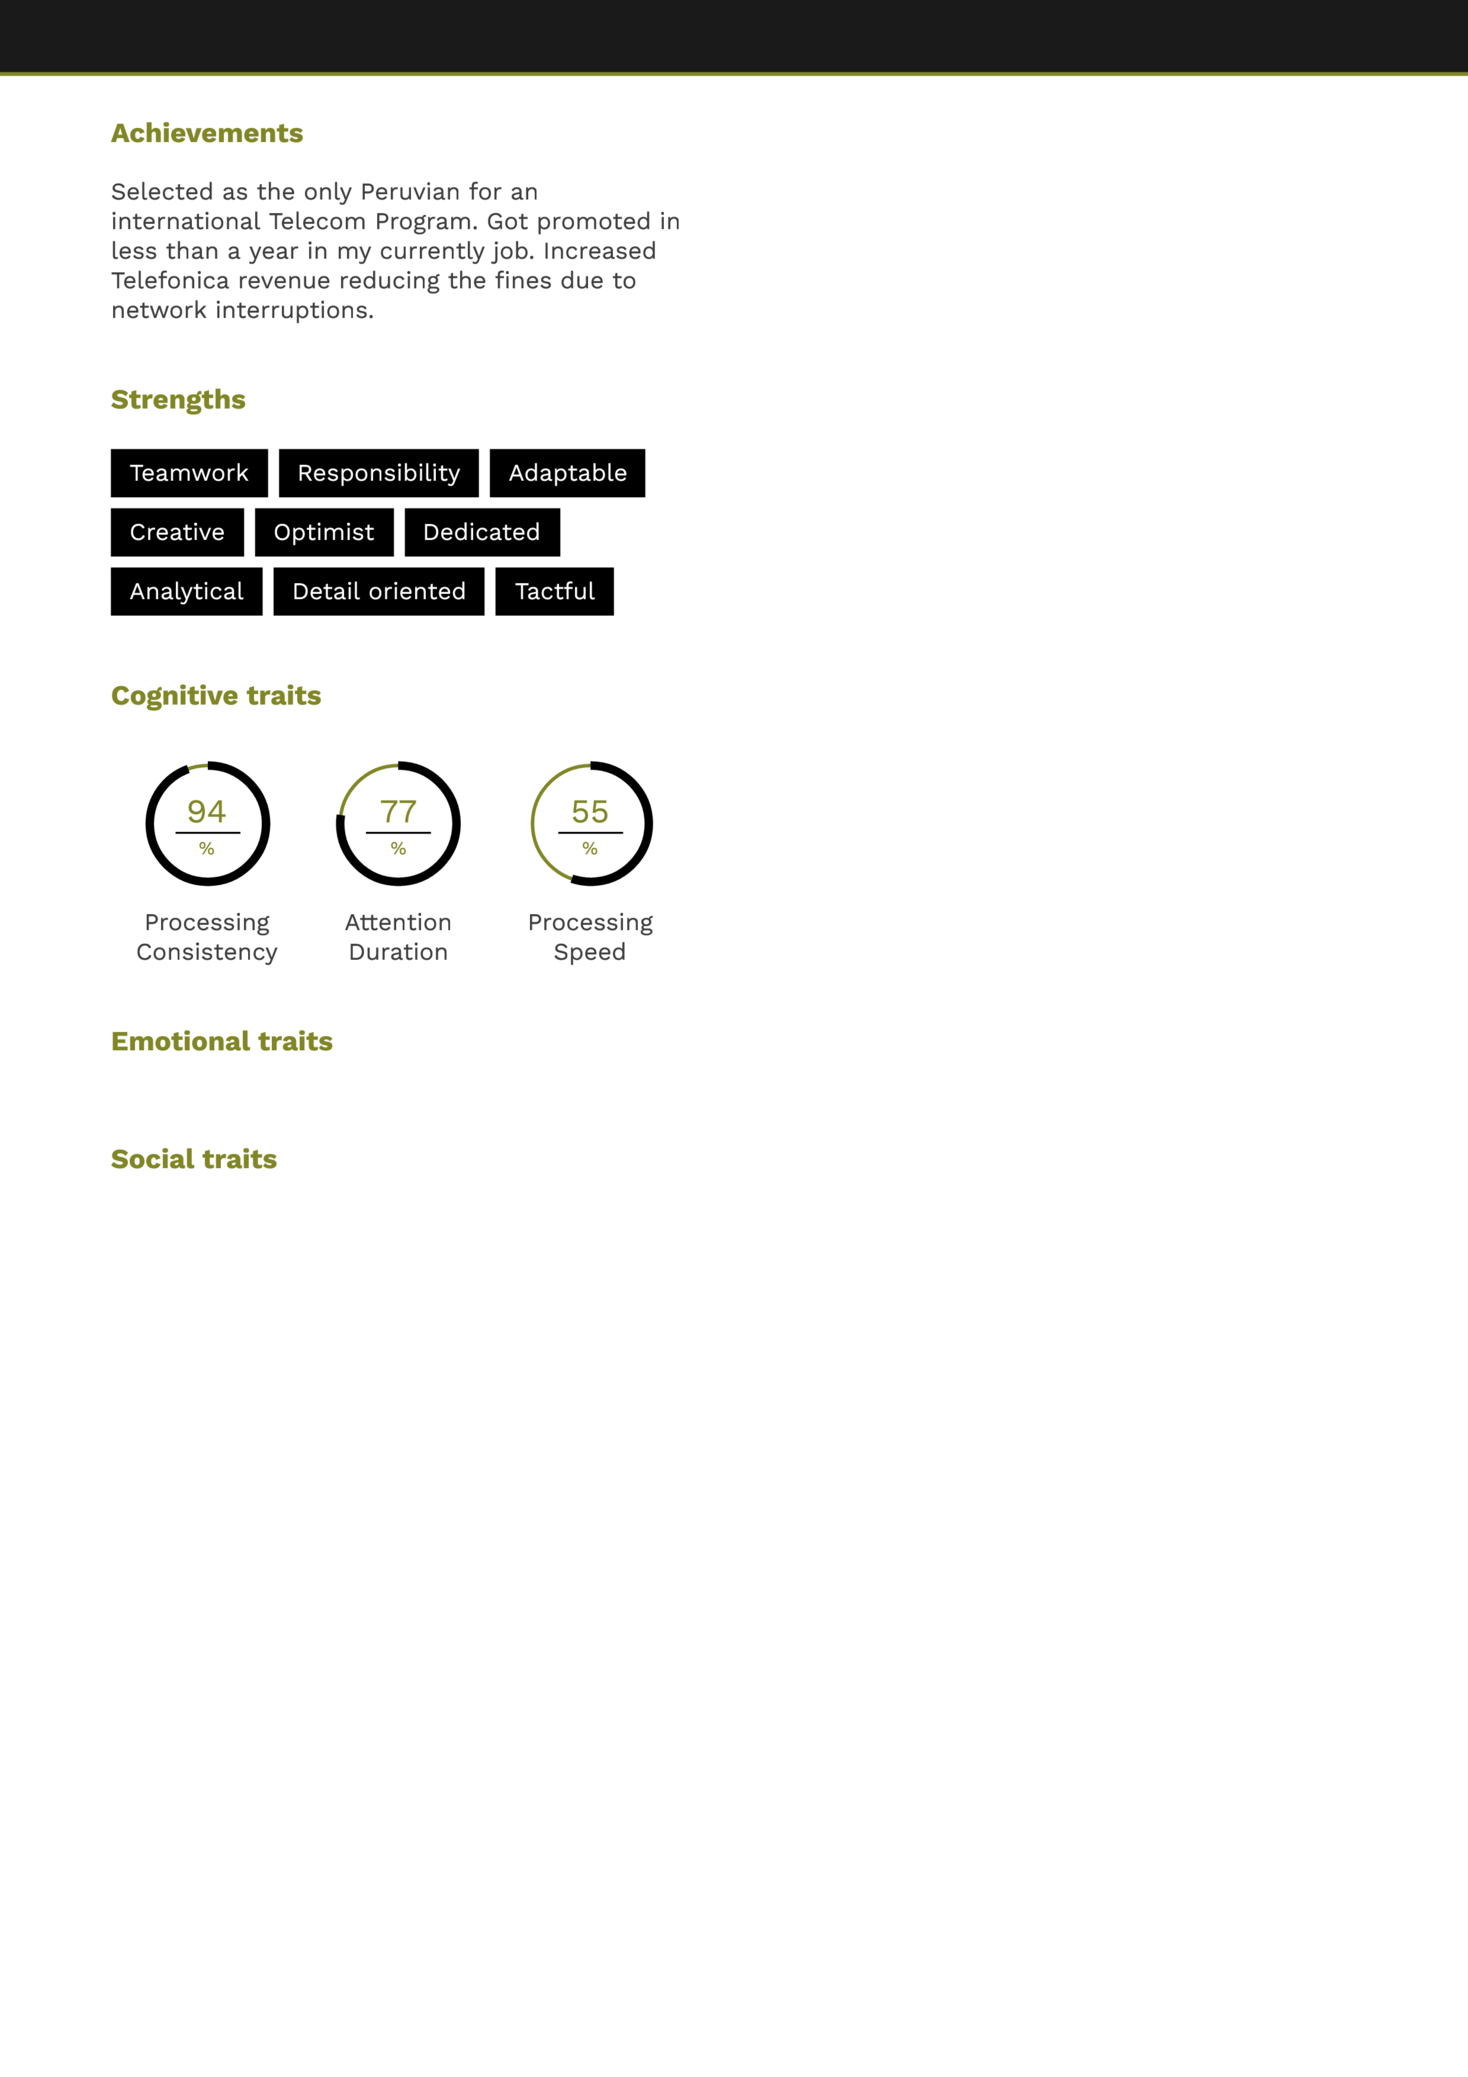 Achievements
Selected as the only Peruvian for an
international Telecom Program. Got promoted in
less than a year in my currently job. Increased
Telefonica revenue reducing the fines due to
network interruptions.
Strengths
Teamwork Responsibility Adaptable
Creative Optimist Dedicated
Analytical Detail oriented Tactful
Cognitive traits
94 77 55
% % %
Processing Attention Processing
Consistency Duration Speed
Emotional traits
Social traits